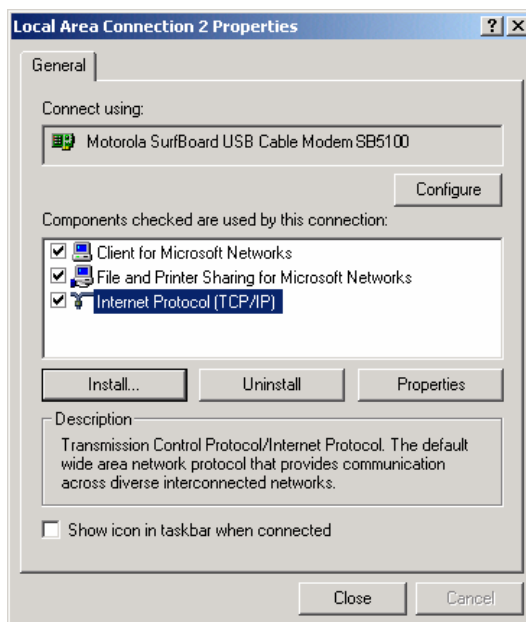 Local Area Connection 2 Properties
General
Connect using:
Motorola SurfBoard USB Cable Modem SB5100
Configure
Components checked are used by this connection:
Client for Microsoft Networks
File and Printer Sharing for Microsoft Networks
Internet Protocol (TCP/IP)
Install... Uninstall Properties
Description
Transmission Control Protocol/Internet Protocol. The default
wide area network protocol that provides communication
across diverse interconnected networks.
Show icon in taskbar when connected
Close Cancel